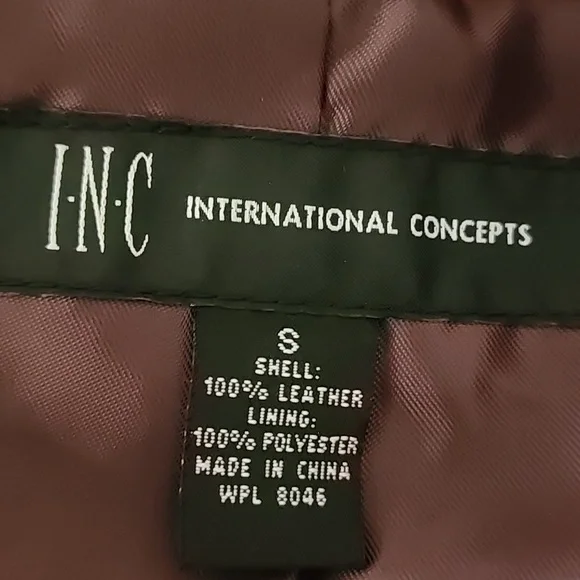 I·N·C INTERNATIONAL CONCEPTS
S
SHELL:
100% LEATHER
LINING:
100% POLYESTER
MADE IN CHINA
WPL 8046